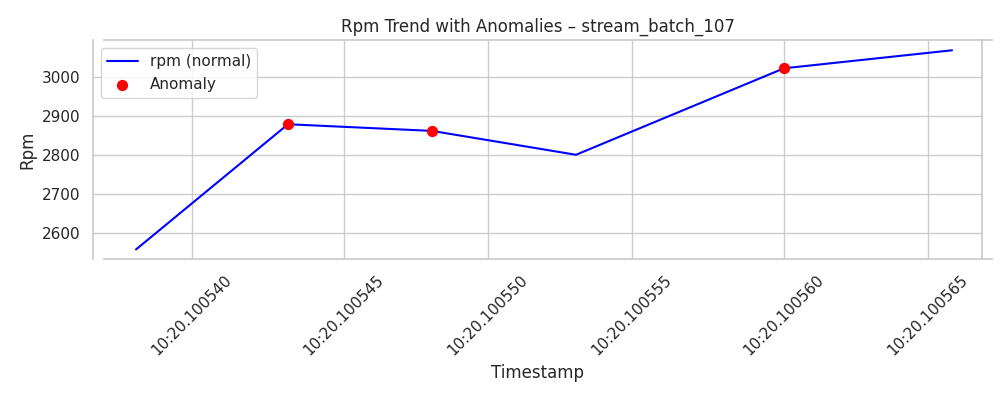 Rpm Trend with Anomalies – stream_batch_107
rpm (normal)
Anomaly
Rpm
3000
2900
2800
2700
2600
10:20.100540
10:20.100545
10:20.100550
10:20.100555
10:20.100560
10:20.100565
Timestamp